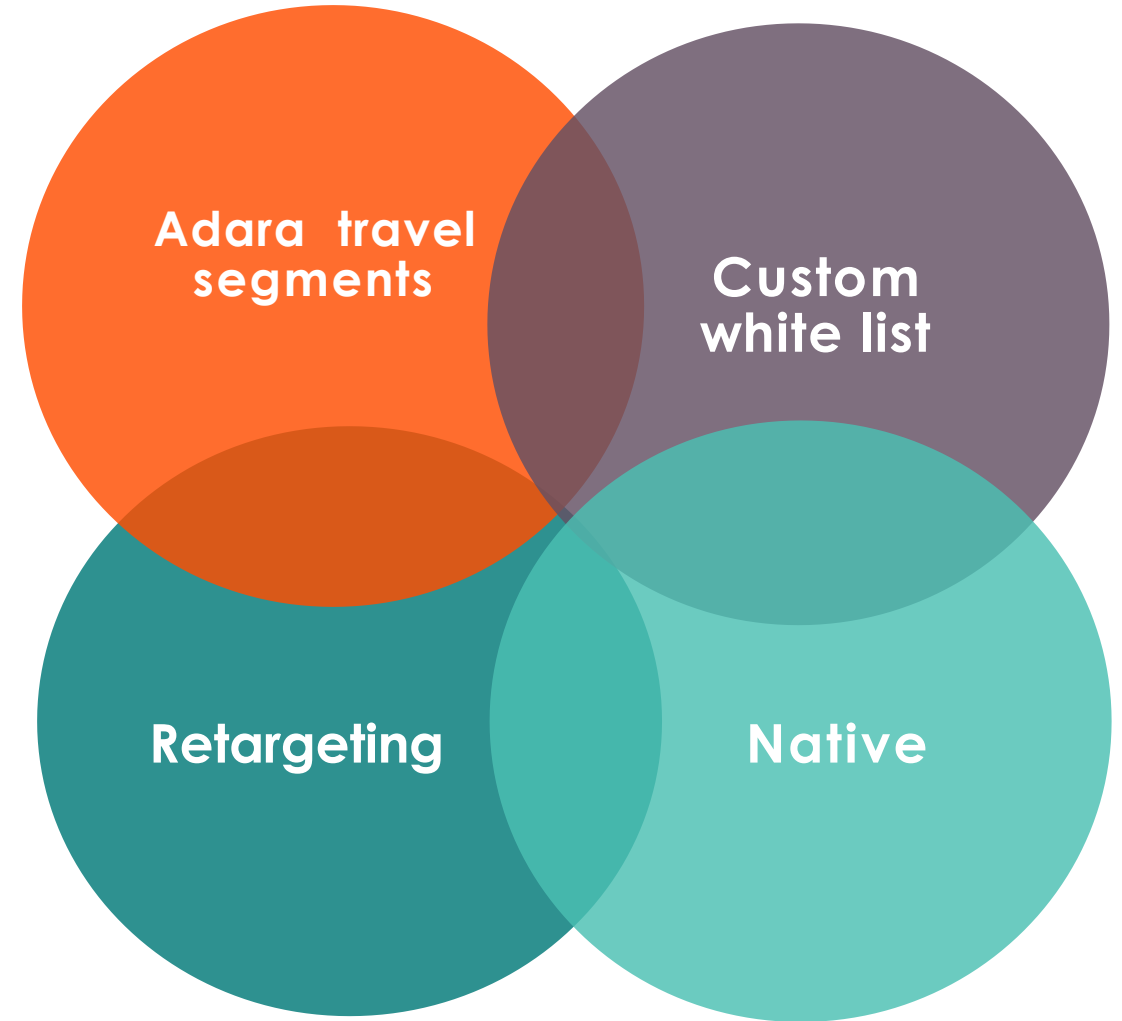 Adara travel
segments
Custom
white list
Retargeting
Native